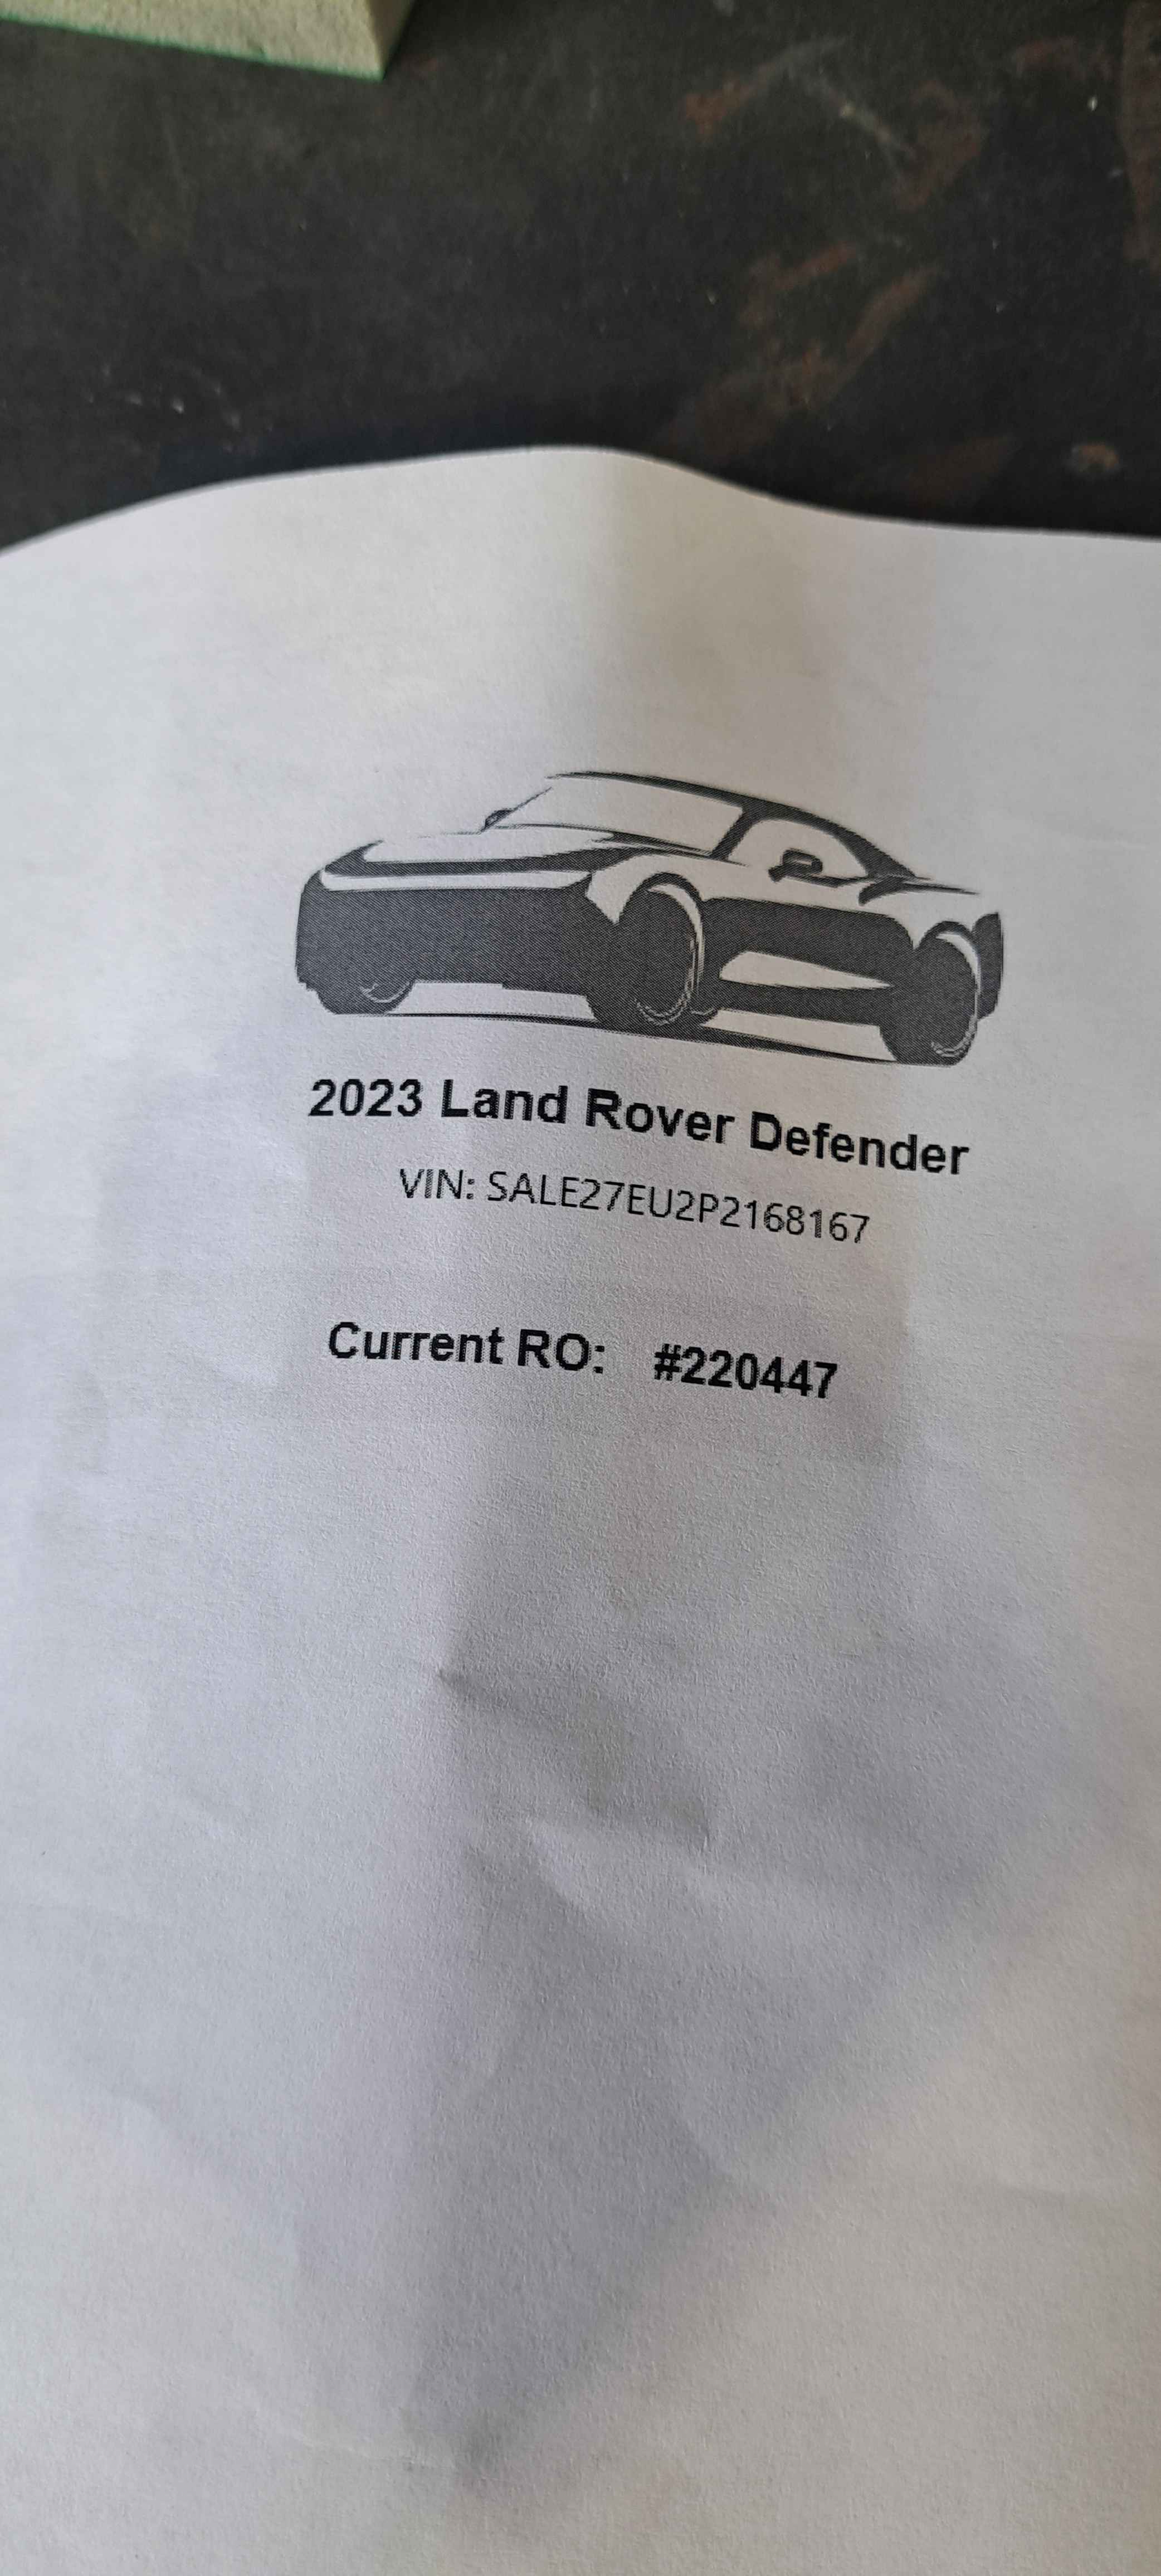 2023 Land Rover Defender
VIN: SALE27EU2P2168167
Current RO: #220447